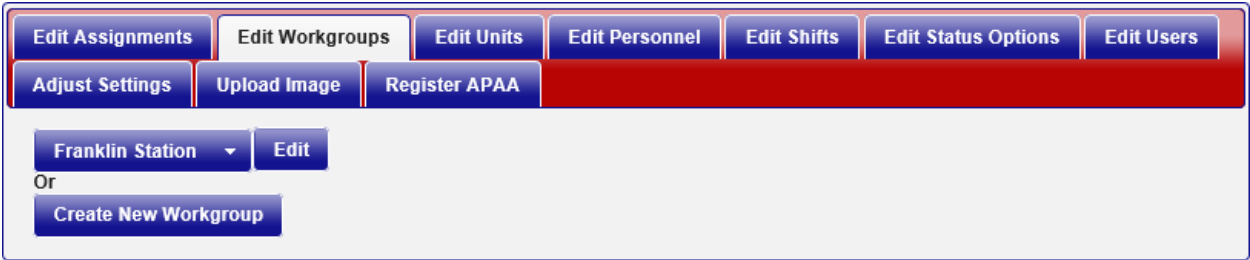 Edit Assignments Edit Workgroups Edit Units Edit Personnel Edit Shifts Edit Status Options Edit Users
Adjust Settings Upload Image Register APAA
Franklin Station Edit
Or
Create New Workgroup